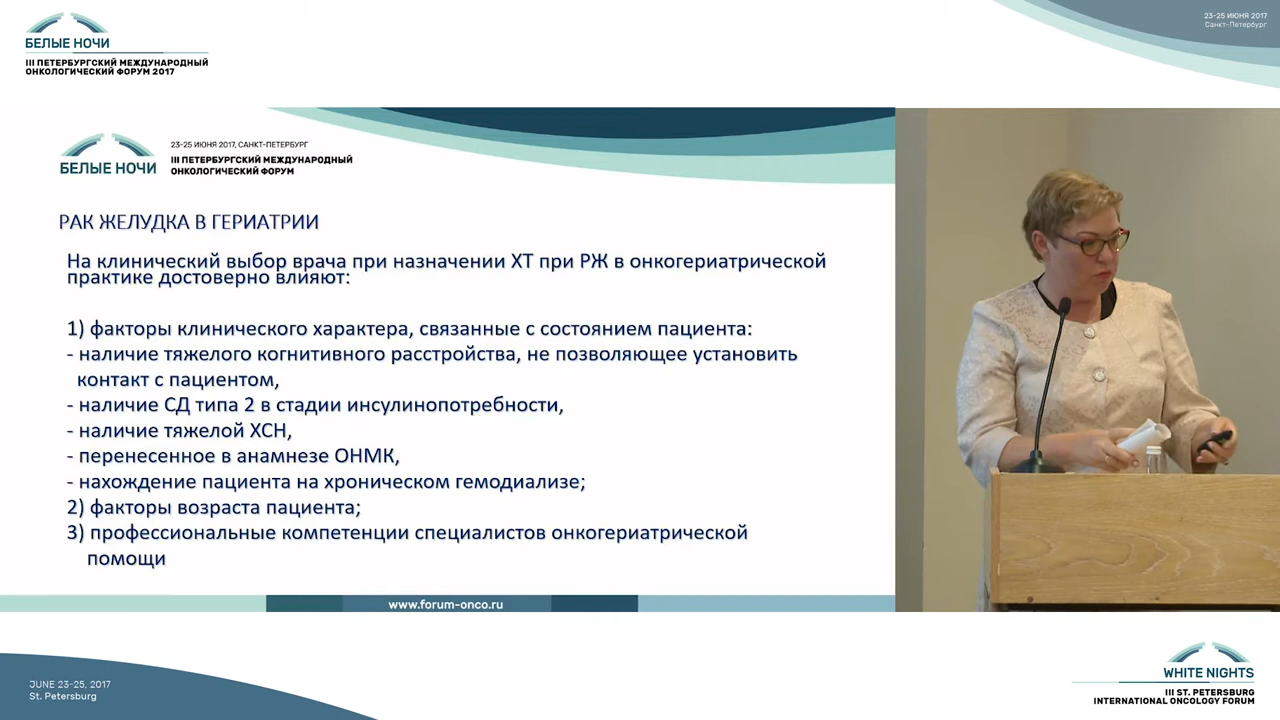 БЕЛЫЕ НОЧИ
III ПЕТЕРБУРГСКИЙ МЕЖДУНАРОДНЫЙ
ОНКОЛОГИЧЕСКИЙ ФОРУМ 2017
23-25 ИЮНЯ 2017
Санкт-Петербург
БЕЛЫЕ НОЧИ
23-25 ИЮНЯ 2017, САНКТ-ПЕТЕРБУРГ
III ПЕТЕРБУРГСКИЙ МЕЖДУНАРОДНЫЙ
ОНКОЛОГИЧЕСКИЙ ФОРУМ
РАК ЖЕЛУДКА В ГЕРИАТРИИ
На клинический выбор врача при назначении ХТ при РЖ в онкогериатрической
практике достоверно влияют:
1) факторы клинического характера, связанные с состоянием пациента:
- наличие тяжелого когнитивного расстройства, не позволяющее установить
контакт с пациентом,
- наличие СД типа 2 в стадии инсулинопотребности,
- наличие тяжелой ХСН,
- перенесенное в анамнезе ОНМК,
- нахождение пациента на хроническом гемодиализе;
2) факторы возраста пациента;
3) профессиональные компетенции специалистов онкогериатрической
помощи
www.forum-onco.ru
JUNE 23-25, 2017
St. Petersburg
WHITE NIGHTS
III ST. PETERSBURG
INTERNATIONAL ONCOLOGY FORUM